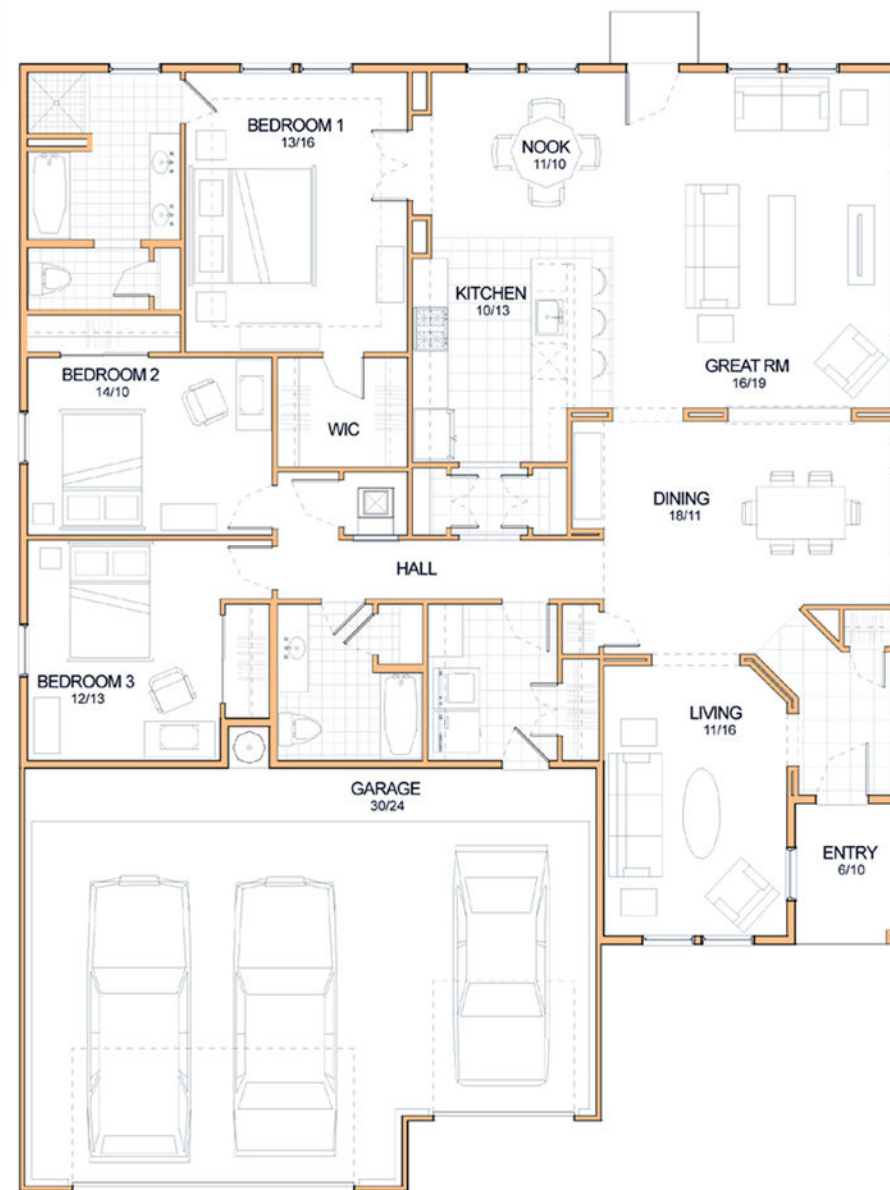 BEDROOM 1
13/16
NOOK
11/10
KITCHEN
10/13
GREAT RM
16/19
BEDROOM 2
14/10
WIC
DINING
18/11
HALL
BEDROOM 3
12/13
LIVING
11/16
GARAGE
30/24
ENTRY
6/10